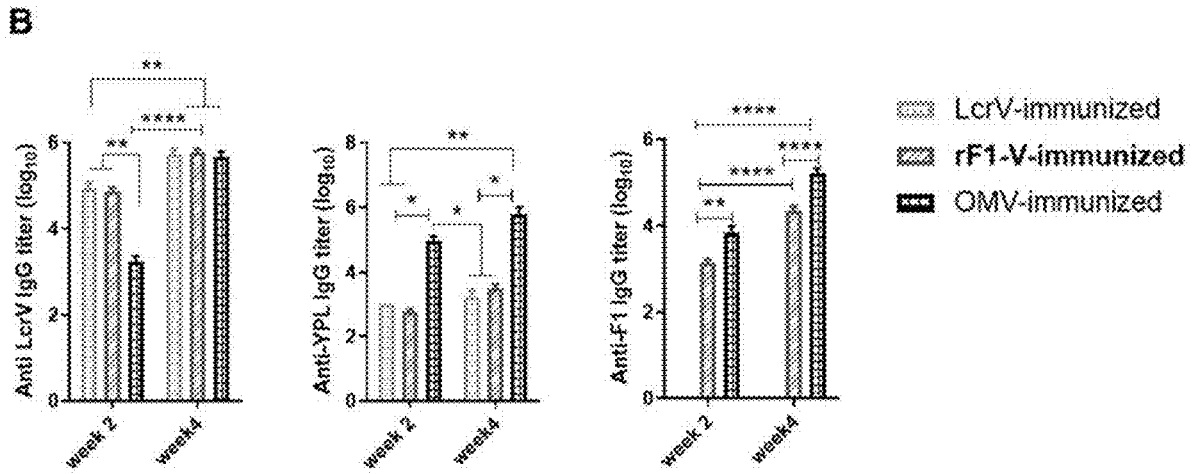 B
Anti LcrV IgG titer (log10)
6
4
2
0
week 2
week4
**
**
****
Anti-YPL IgG titer (log10)
8
6
4
2
0
week 2
week4
**
*
*
*
Anti-F1 IgG titer (log10)
6
4
2
0
week 2
week4
****
****
****
**
LcrV-immunized
rF1-V-immunized
OMV-immunized